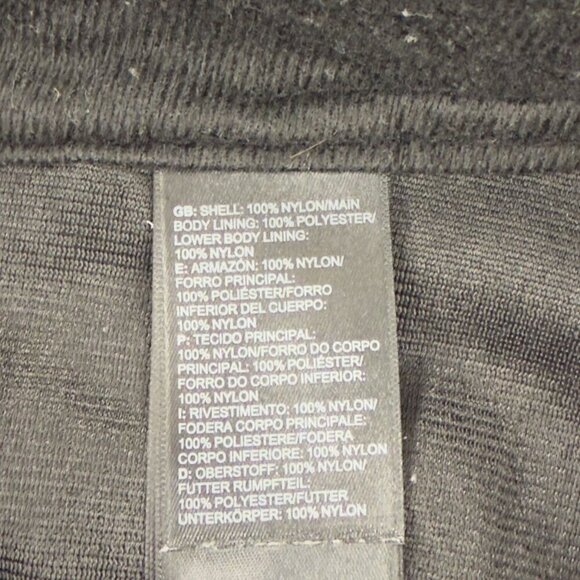 GB: SHELL: 100% NYLON/MAIN
BODY LINING: 100% POLYESTER/
LOWER BODY LINING:
100% NYLON
E: ARMAZÓN: 100% NYLON/
FORRO PRINCIPAL:
100% POLIÉSTER/FORRO
INFERIOR DEL CUERPO:
100% NYLON
P: TECIDO PRINCIPAL:
100% NYLON/FORRO DO CORPO
PRINCIPAL: 100% POLIÉSTER/
FORRO DO CORPO INFERIOR:
100% NYLON
I: RIVESTIMENTO: 100% NYLON/
FODERA CORPO PRINCIPALE:
100% POLIESTERE/FODERA
CORPO INFERIORE: 100% NYLON
D: OBERSTOFF: 100% NYLON/
FUTTER RUMPFTEIL:
100% POLYESTER/FUTTER
UNTERKÖRPER: 100% NYLON